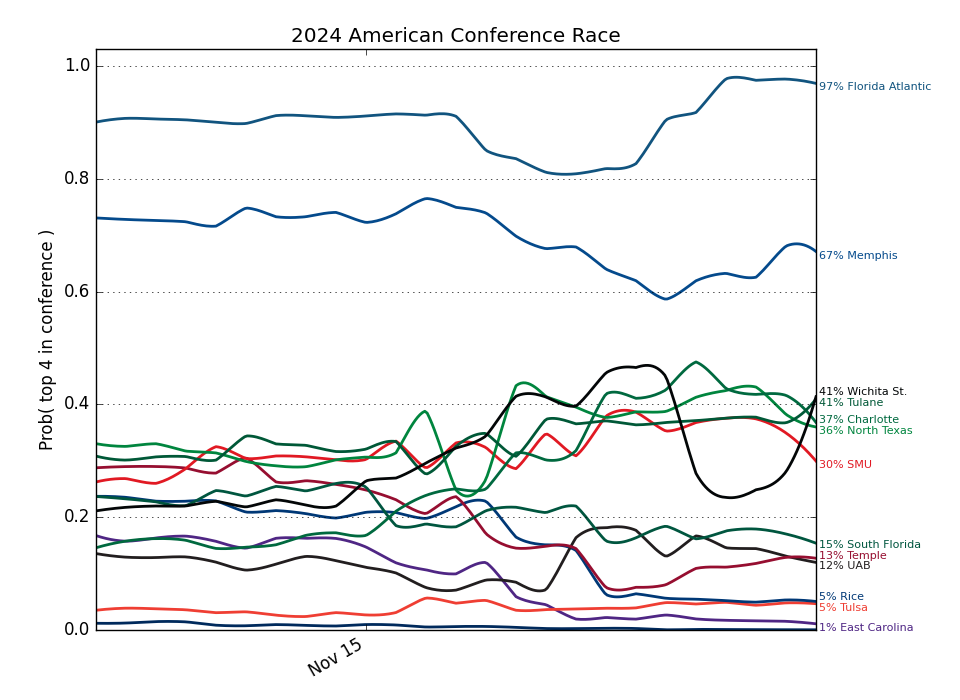 2024 American Conference Race
1.0
0.8
0.6
0.4
0.2
0.0
Prob( top 4 in conference )
Nov 15
97% Florida Atlantic
67% Memphis
41% Wichita St.
41% Tulane
37% Charlotte
36% North Texas
30% SMU
15% South Florida
13% Temple
12% UAB
5% Rice
5% Tulsa
1% East Carolina